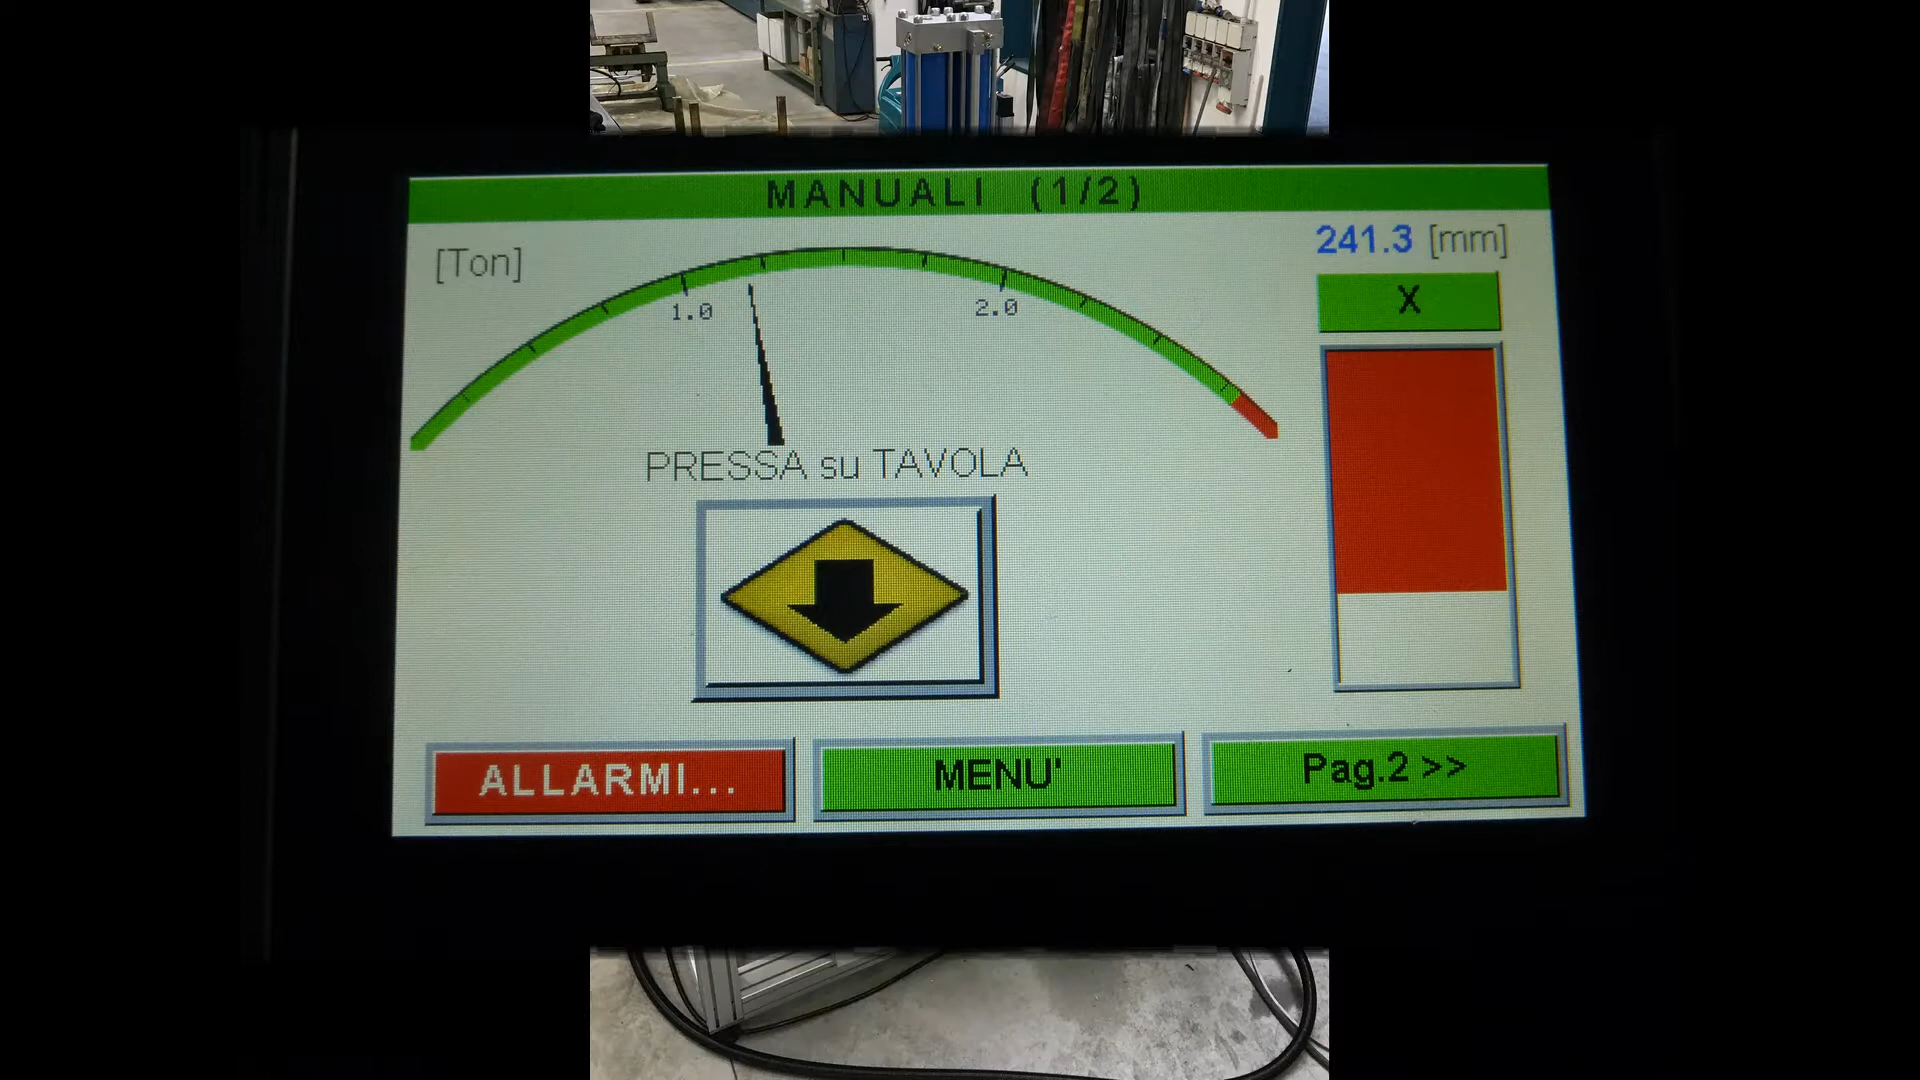 MANUALI (1/2)
[Ton]
241.3 [mm]
X
1.0
2.0
PRESSA su TAVOLA
ALLARMI...
MENU'
Pag.2 >>